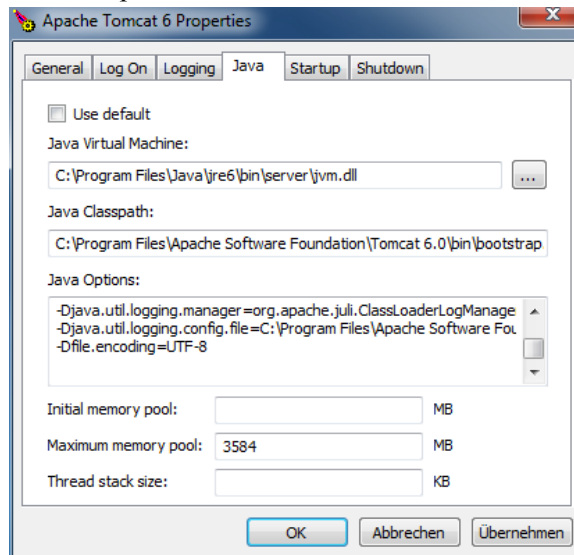 Apache Tomcat 6 Properties
General Log On Logging Java Startup Shutdown
Use default
Java Virtual Machine:
C:\Program Files\Java\jre6\bin\server\jvm.dll ...
Java Classpath:
C:\Program Files\Apache Software Foundation\Tomcat 6.0\bin\bootstrap
Java Options:
-Djava.util.logging.manager=org.apache.juli.ClassLoaderLogManage
-Djava.util.logging.config.file=C:\Program Files\Apache Software Fou
-Dfile.encoding=UTF-8
Initial memory pool: MB
Maximum memory pool: 3584 MB
Thread stack size: KB
OK Abbrechen Übernehmen